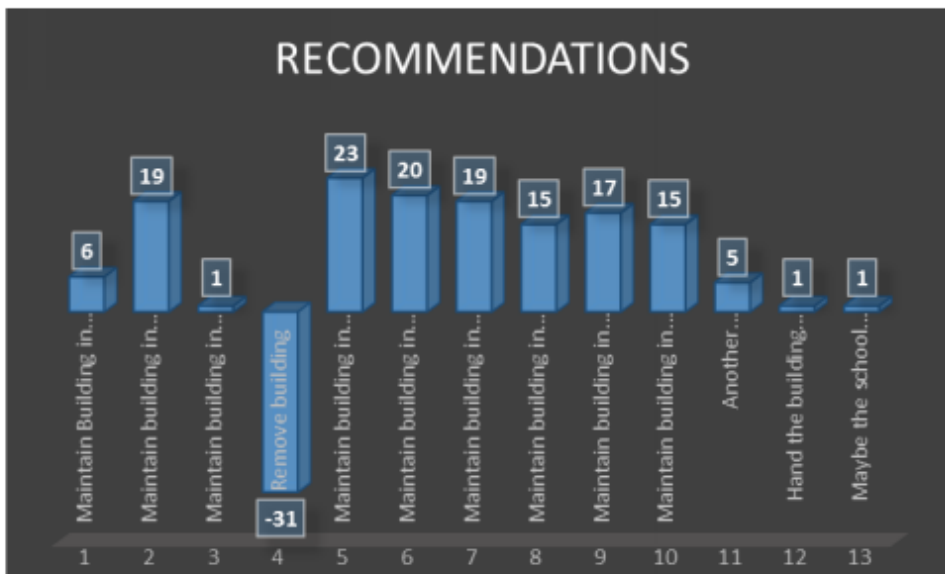 RECOMMENDATIONS
6
19
1
-31
23
20
19
15
17
15
5
1
1
Maintain Building in...
Maintain building in...
Maintain building in...
Remove building
Maintain building in...
Maintain building in...
Maintain building in...
Maintain building in...
Maintain building in...
Maintain building in...
Another...
Hand the building...
Maybe the school...
1 2 3 4 5 6 7 8 9 10 11 12 13